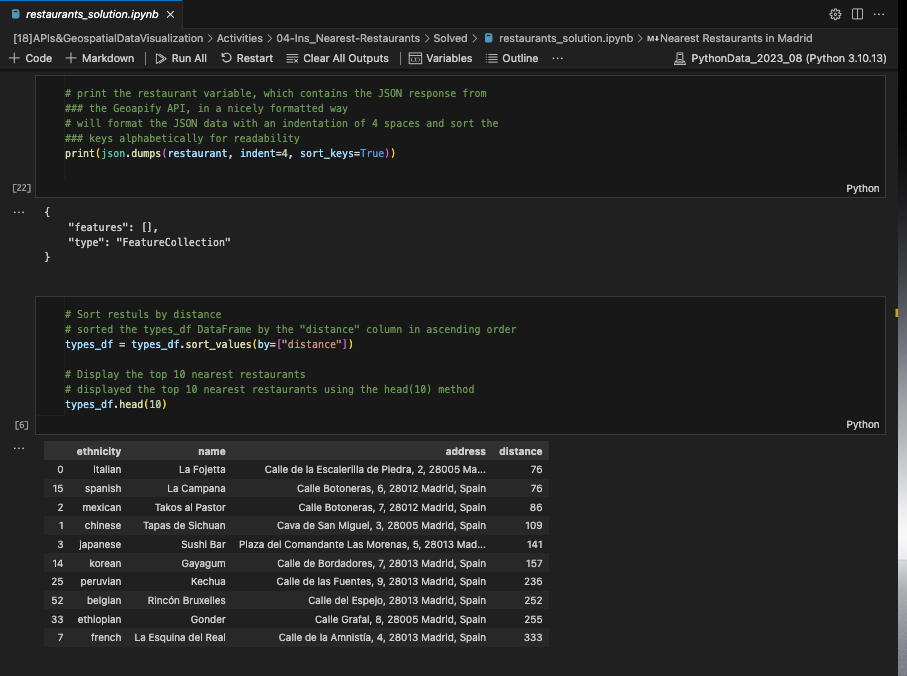 restaurants_solution.ipynb
[18]APIs&GeospatialDataVisualization > Activities > 04-Ins_Nearest-Restaurants > Solved > restaurants_solution.ipynb > M↓Nearest Restaurants in Madrid
+ Code + Markdown | Run All Restart Clear All Outputs | Variables Outline ... PythonData_2023_08 (Python 3.10.13)
# print the restaurant variable, which contains the JSON response from
### the Geoapify API, in a nicely formatted way
# will format the JSON data with an indentation of 4 spaces and sort the
### keys alphabetically for readability
print(json.dumps(restaurant, indent=4, sort_keys=True))
[22] Python
... {
"features": [],
"type": "FeatureCollection"
}
# Sort restuls by distance
# sorted the types_df DataFrame by the "distance" column in ascending order
types_df = types_df.sort_values(by=["distance"])
# Display the top 10 nearest restaurants
# displayed the top 10 nearest restaurants using the head(10) method
types_df.head(10)
[6] Python
... ethnicity name address distance
0 italian La Fojetta Calle de la Escalerilla de Piedra, 2, 28005 Ma... 76
15 spanish La Campana Calle Botoneras, 6, 28012 Madrid, Spain 76
2 mexican Takos al Pastor Calle Botoneras, 7, 28012 Madrid, Spain 86
1 chinese Tapas de Sichuan Cava de San Miguel, 3, 28005 Madrid, Spain 109
3 japanese Sushi Bar Plaza del Comandante Las Morenas, 5, 28013 Mad... 141
14 korean Gayagum Calle de Bordadores, 7, 28013 Madrid, Spain 157
25 peruvian Kechua Calle de las Fuentes, 9, 28013 Madrid, Spain 236
52 belgian Rincón Bruxelles Calle del Espejo, 28013 Madrid, Spain 252
33 ethiopian Gonder Calle Grafal, 8, 28005 Madrid, Spain 255
7 french La Esquina del Real Calle de la Amnistía, 4, 28013 Madrid, Spain 333